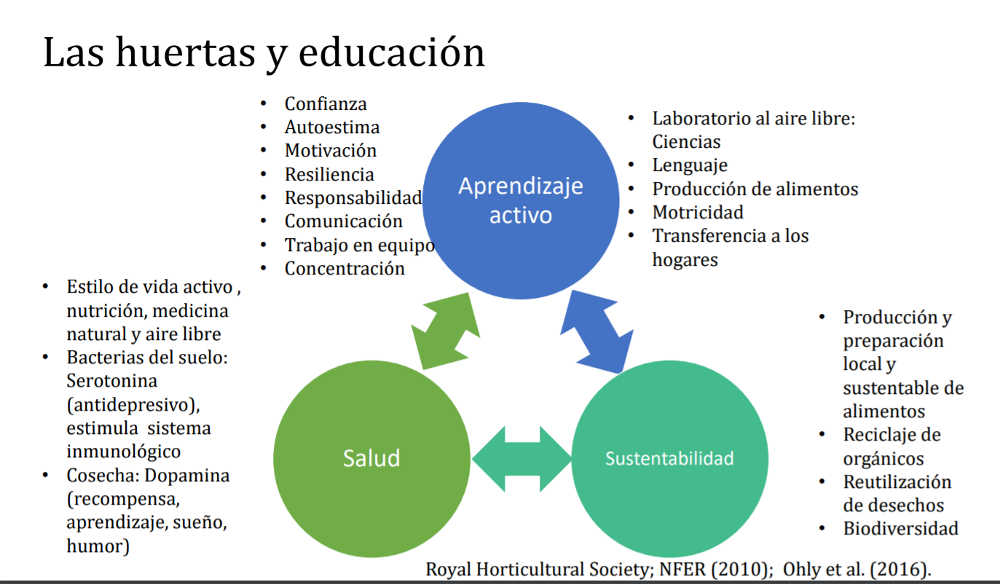 Las huertas y educación
• Confianza
• Autoestima
• Motivación
• Resiliencia
• Responsabilidad
• Comunicación
• Trabajo en equipo
• Concentración
Aprendizaje
activo
• Laboratorio al aire libre:
Ciencias
• Lenguaje
• Producción de alimentos
• Motricidad
• Transferencia a los
hogares
• Estilo de vida activo ,
nutrición, medicina
natural y aire libre
• Bacterias del suelo:
Serotonina
(antidepresivo),
estimula  sistema
inmunológico
• Cosecha: Dopamina
(recompensa,
aprendizaje, sueño,
humor)
Salud
Sustentabilidad
• Producción y
preparación
local y
sustentable de
alimentos
• Reciclaje de
orgánicos
• Reutilización
de desechos
• Biodiversidad
Royal Horticultural Society; NFER (2010);  Ohly et al. (2016).